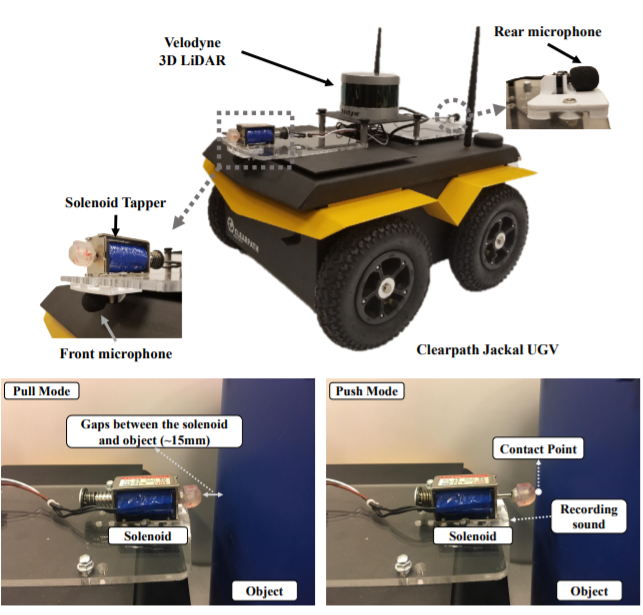 Rear microphone
Velodyne
3D LiDAR
Solenoid Tapper
CLEARPATH
Front microphone
Clearpath Jackal UGV
Pull Mode
Gaps between the solenoid
and object (~15mm)
Solenoid
Object
Push Mode
Contact Point
Recording
sound
Solenoid
Object